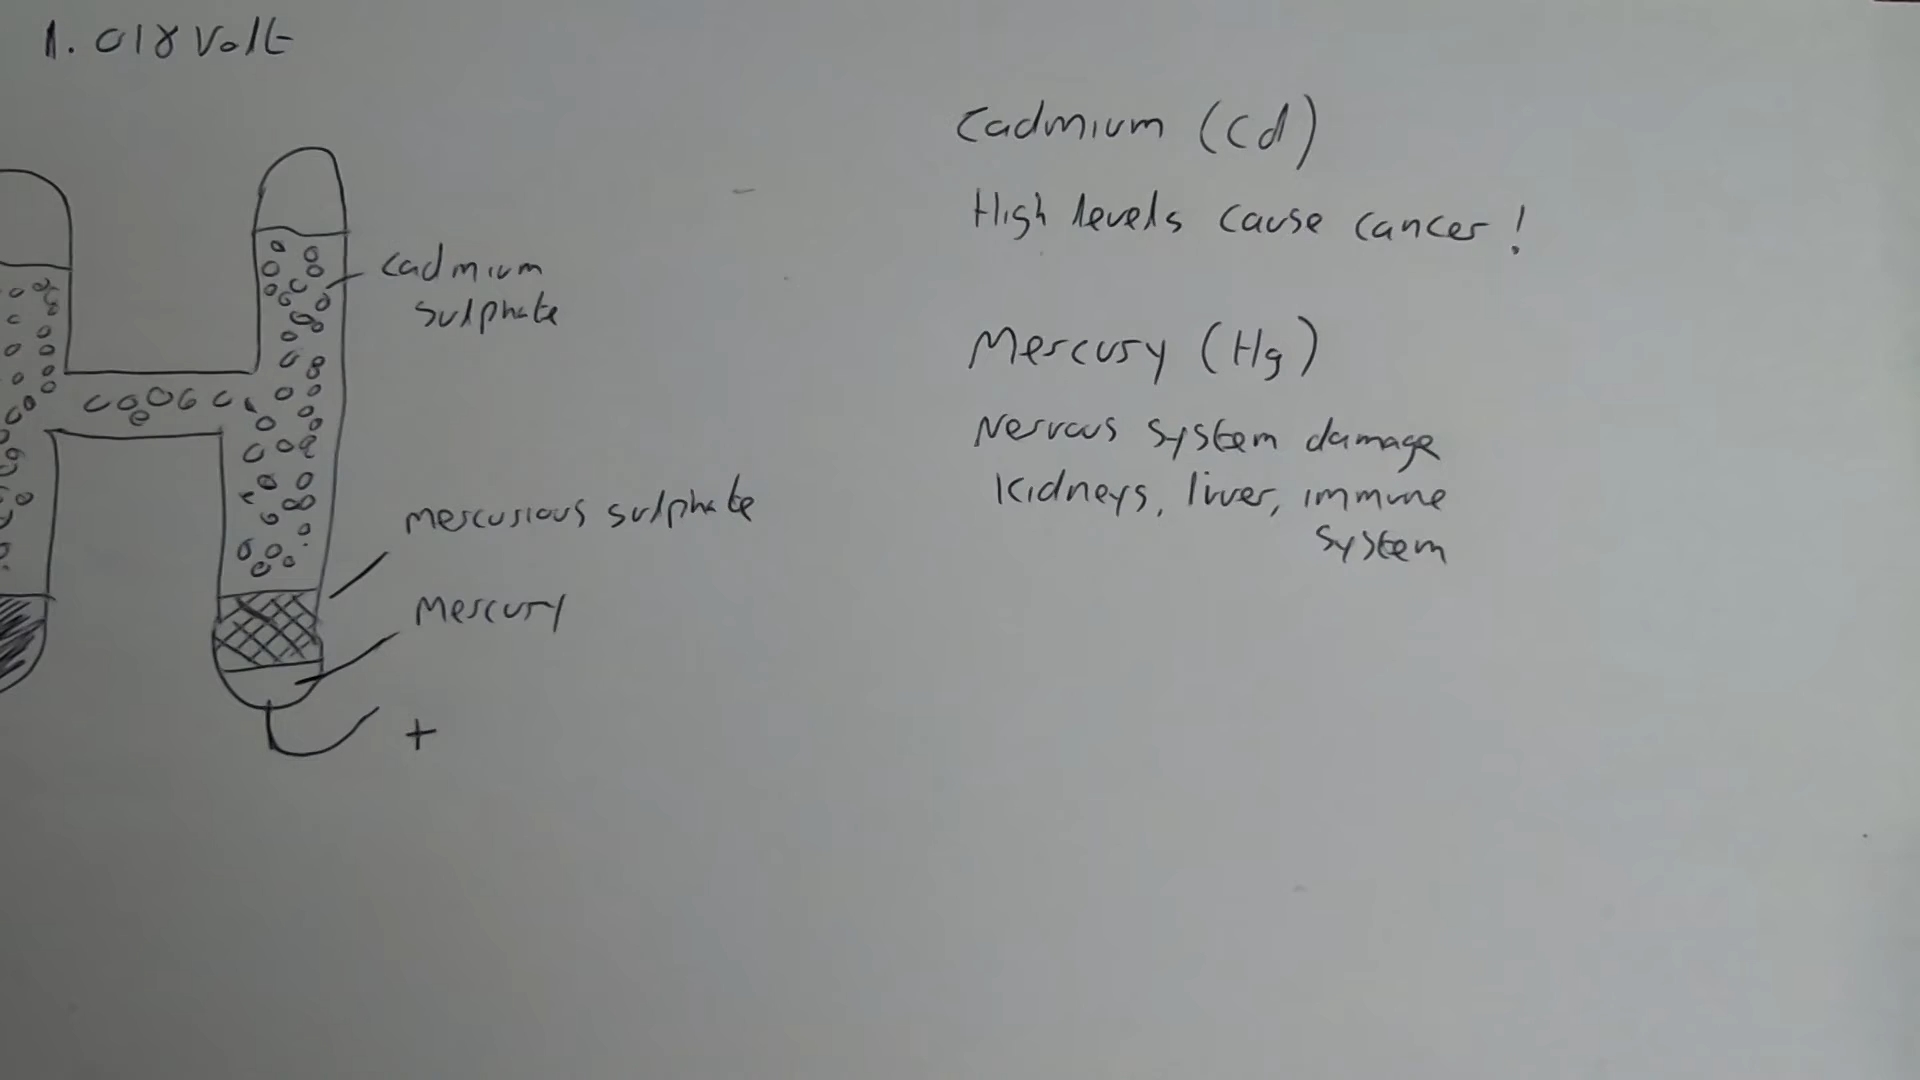 1.018 Volt
cadmium
sulphate
mercurious sulphate
mercury
+
Cadmium (Cd)
High levels cause cancer!
Mercury (Hg)
Nervous system damage
kidneys, liver, immune
system